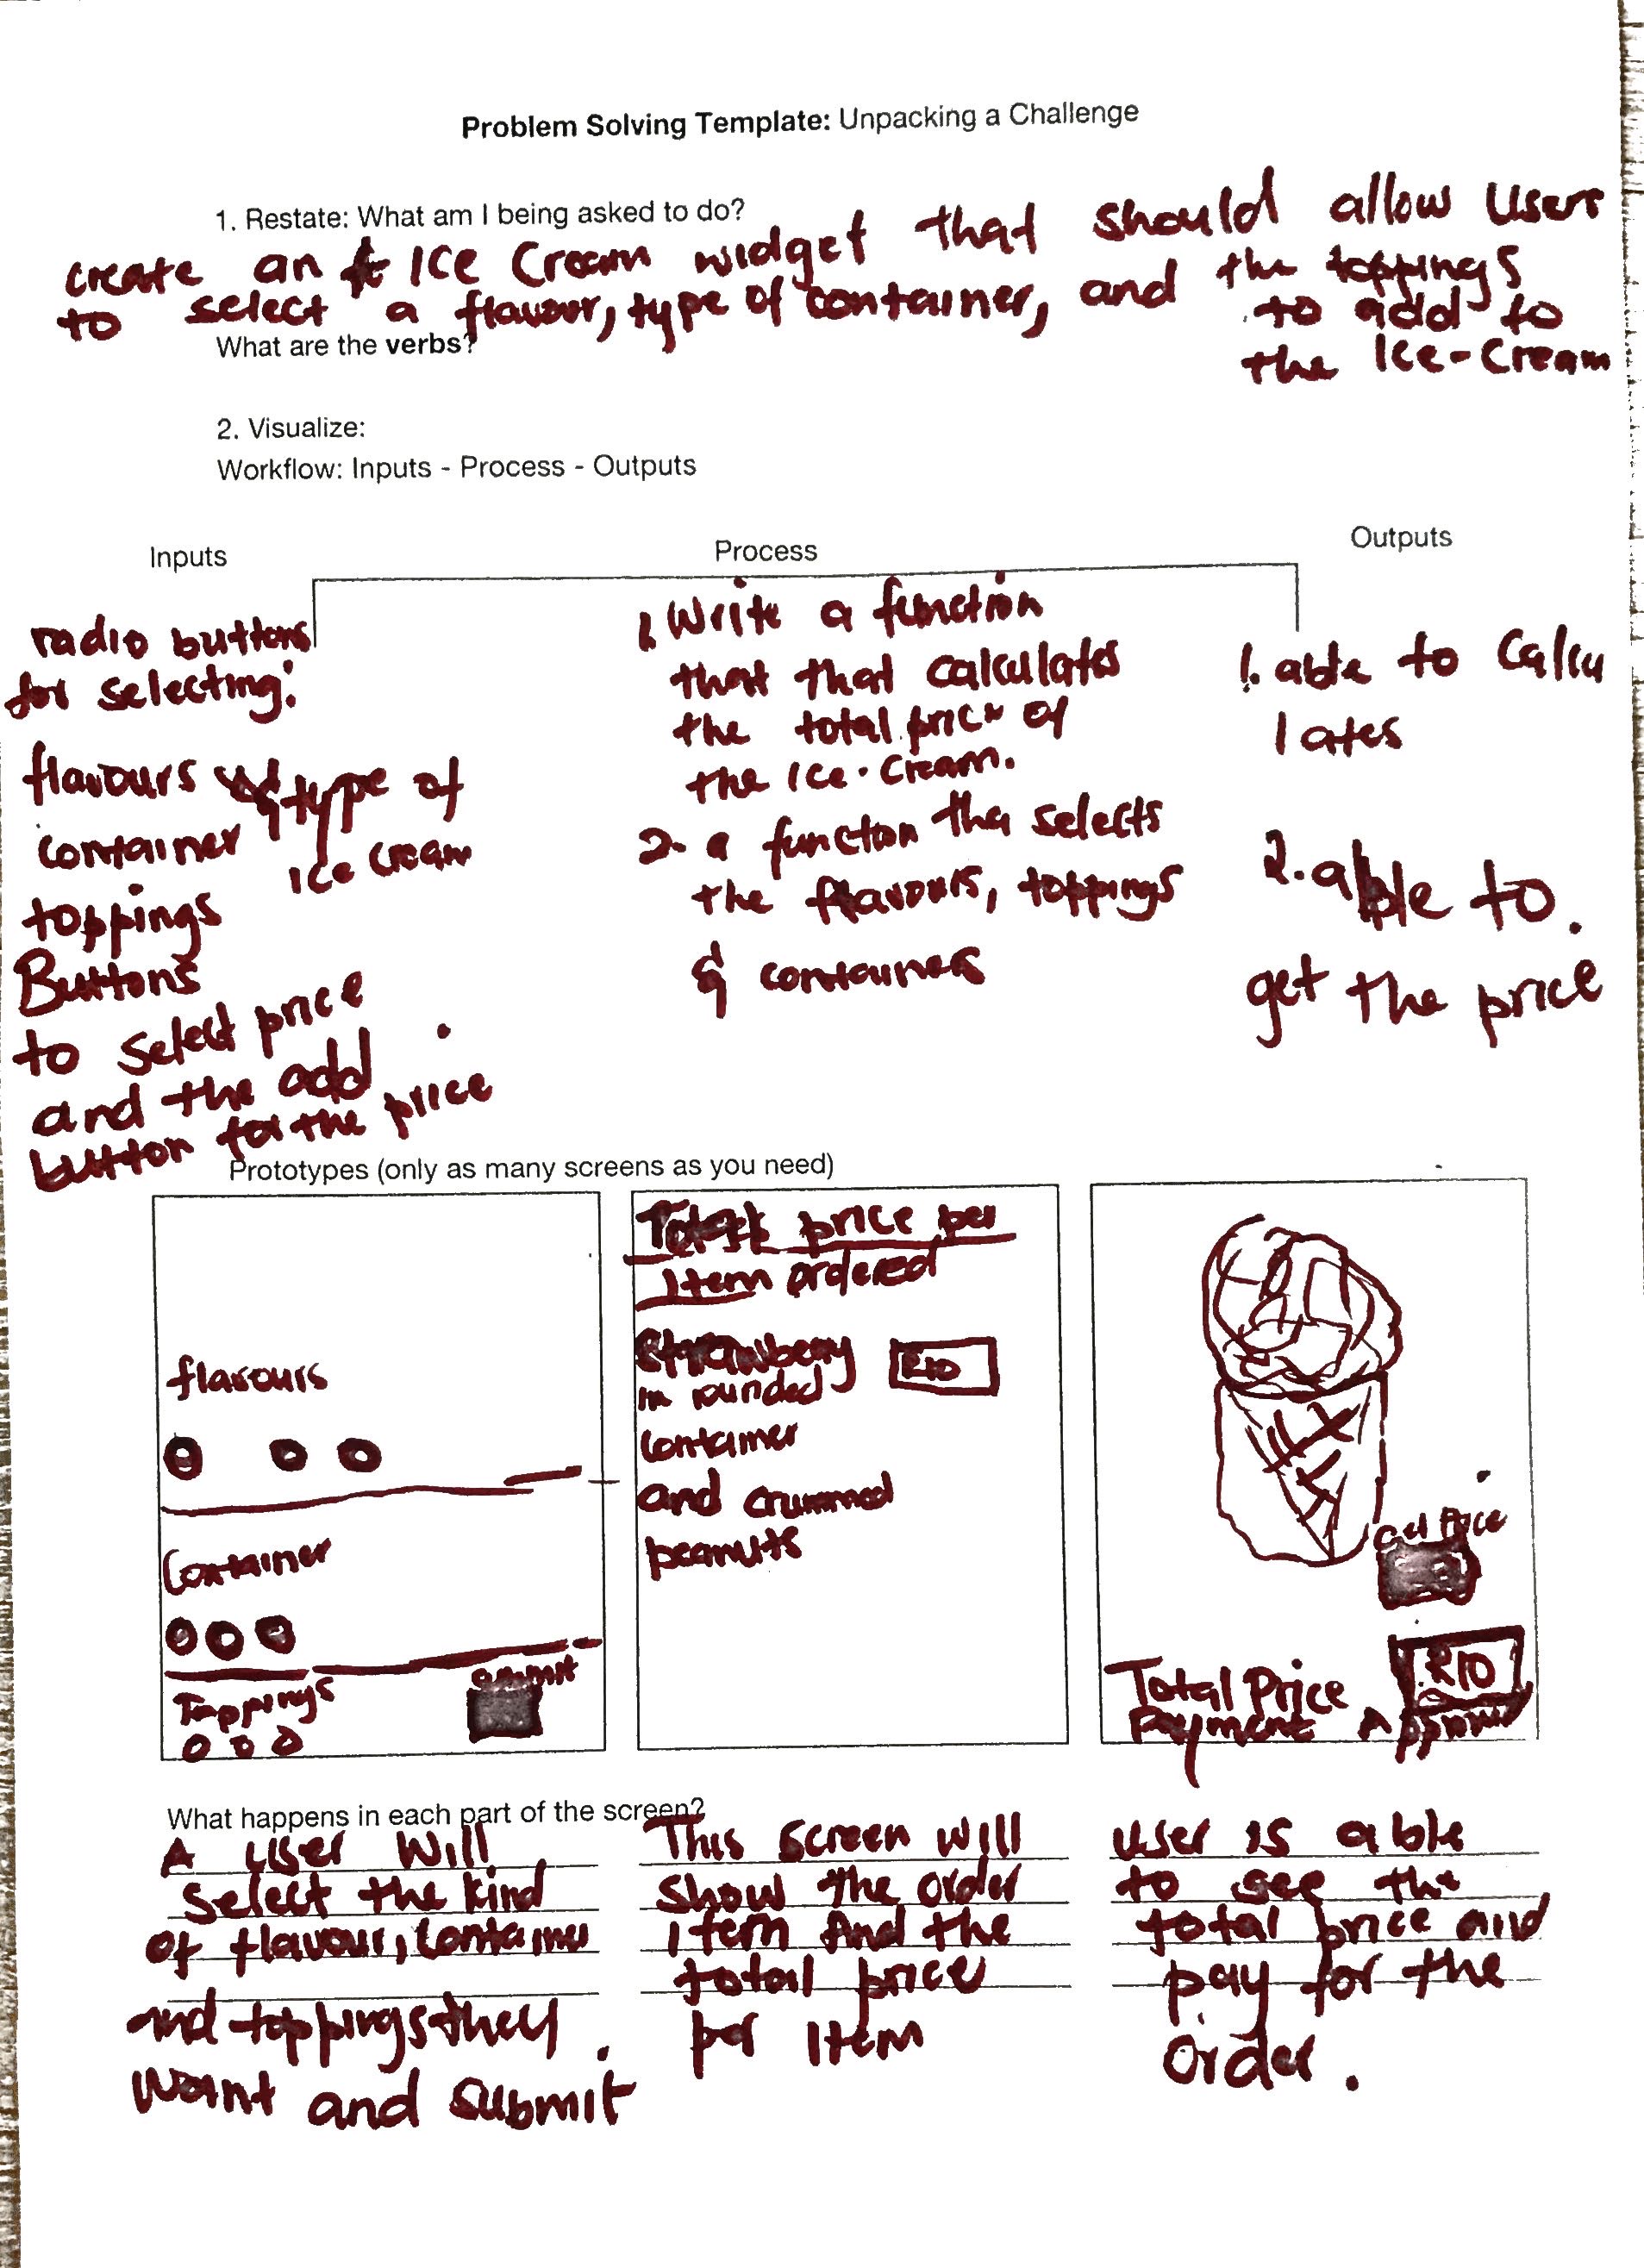 Problem Solving Template: Unpacking a Challenge
1. Restate: What am I being asked to do?
create an Ice Cream widget that should allow users
to select a flavour, type of container, and the toppings
to add to
the Ice-Cream
What are the verbs?
2. Visualize:
Workflow: Inputs - Process - Outputs
Inputs
radio buttons
for selecting:
flavours & type of
container ice cream
toppings
Buttons
to select price
and the add
button for the price
Process
1. Write a function
that that calculates
the total price of
the Ice-Cream.
2. a function tha selects
the flavours, toppings
& containers
Outputs
1. able to Calcu
lates
2. able to.
get the price
Prototypes (only as many screens as you need)
flavours
Container
Toppings
Total price per
Item ordered
Strawberry R10
in rounded
container
and crummed
peanuts
Get Price
Total Price R10
Payment
What happens in each part of the screen?
A user Will
select the kind
of flavour, container
and toppings they
want and submit
This screen will
show the order
Item And the
total price
per Item
user is able
to see the
total price and
pay for the
order.